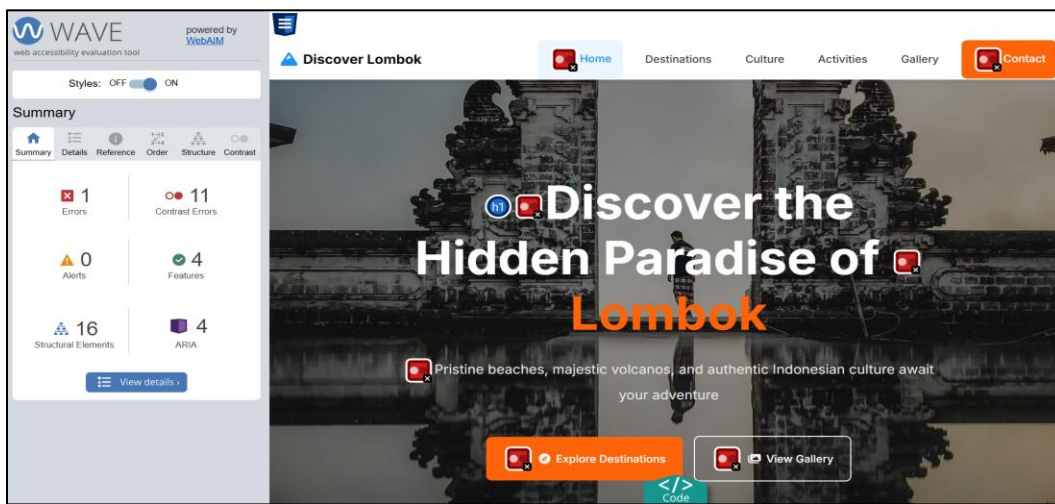 WAVE
powered by
WebAIM
web accessibility evaluation tool
Styles: OFF ON
Summary
Summary Details Reference Order Structure Contrast
1
Errors
11
Contrast Errors
0
Alerts
4
Features
16
Structural Elements
4
ARIA
View details ›
Discover Lombok
Home Destinations Culture Activities Gallery Contact
h1 Discover the
Hidden Paradise of
Lombok
Pristine beaches, majestic volcanos, and authentic Indonesian culture await
your adventure
Explore Destinations View Gallery
</>
Code